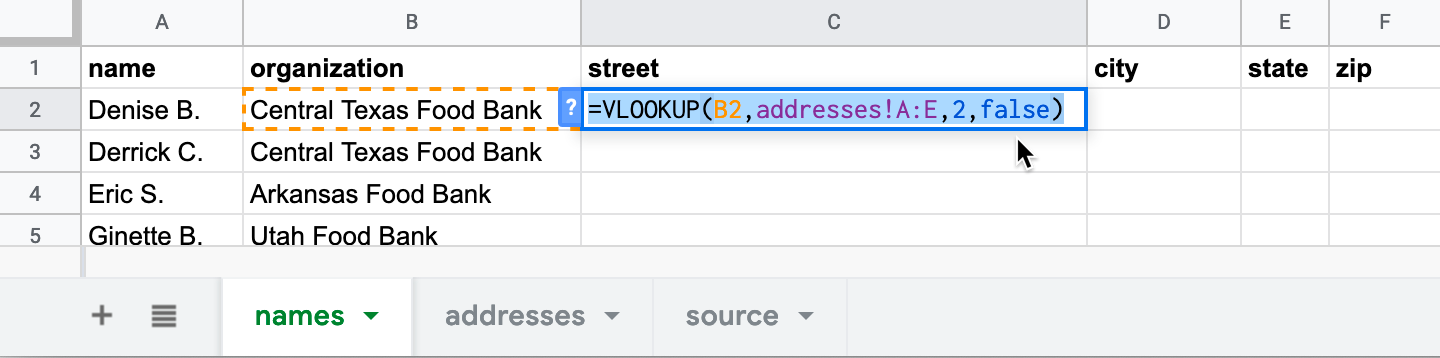 A B C D E F
1 name organization street city state zip
2 Denise B. Central Texas Food Bank ? =VLOOKUP(B2,addresses!A:E,2,false)
3 Derrick C. Central Texas Food Bank
4 Eric S. Arkansas Food Bank
5 Ginette B. Utah Food Bank
+ names addresses source